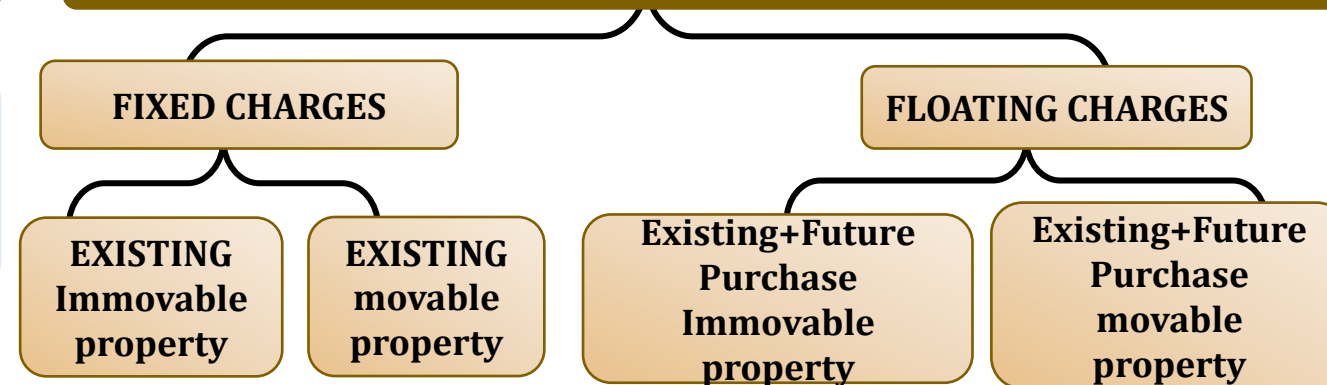 FIXED CHARGES
FLOATING CHARGES
EXISTING
Immovable
property
EXISTING
movable
property
Existing+Future
Purchase
Immovable
property
Existing+Future
Purchase
movable
property